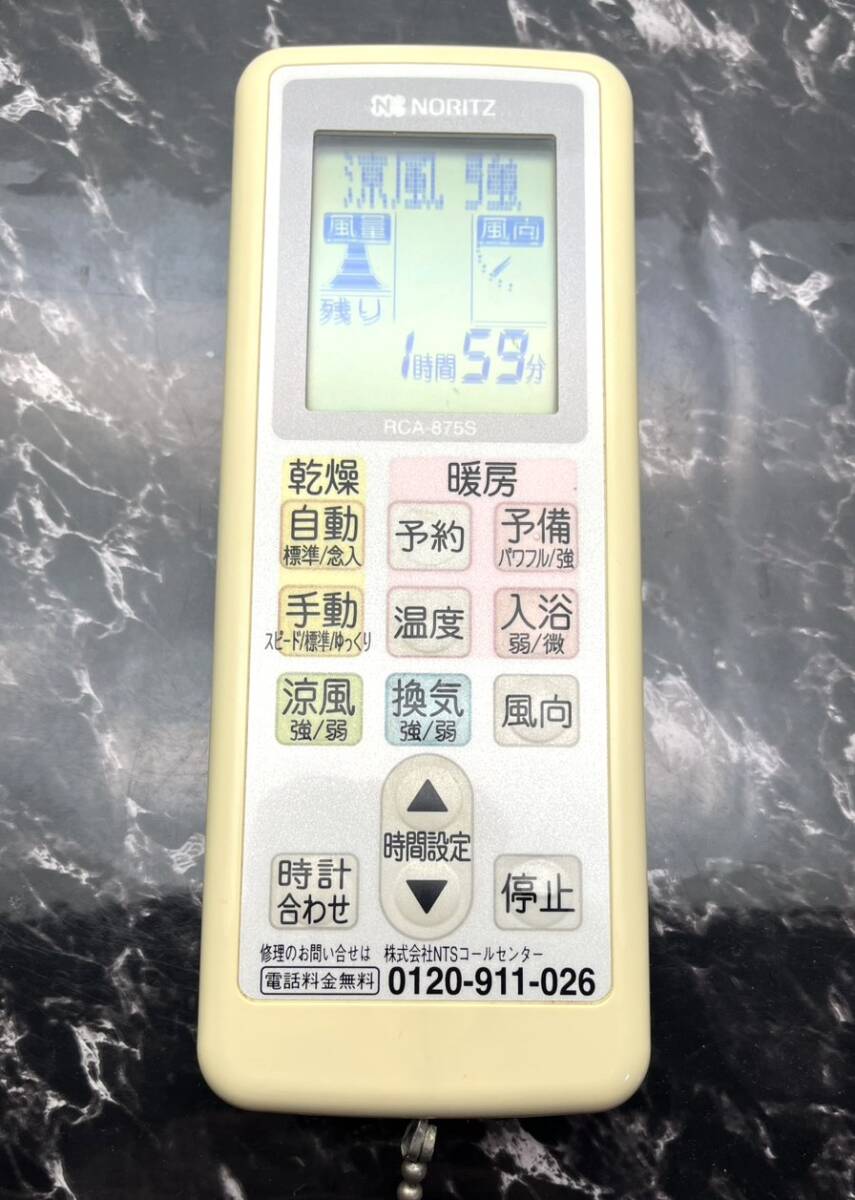 NORITZ
涼風 強
風量 風向
残り
1時間59分
RCA-875S
乾燥 暖房
自動 標準/念入
予約
予備 パワフル/強
手動 スピード/標準/ゆっくり
温度
入浴 弱/微
涼風 強/弱
換気 強/弱
風向
▲
時間設定
▼
時計合わせ
停止
修理のお問い合せは 株式会社NTSコールセンター
電話料金無料 0120-911-026